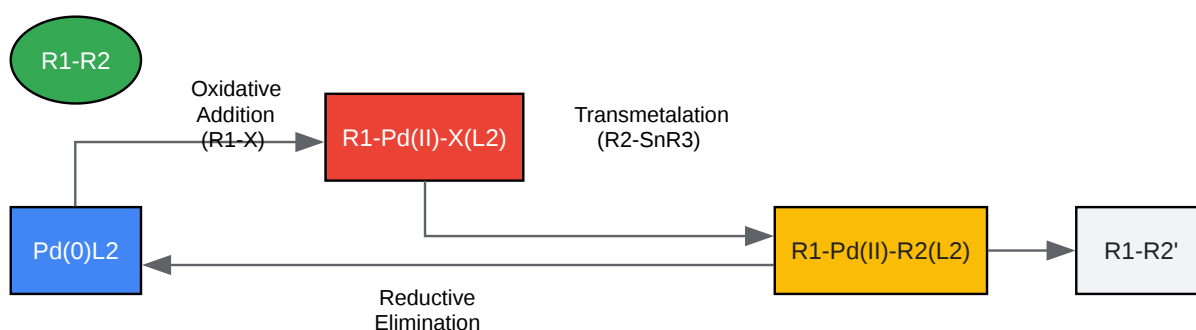 R1-R2
Oxidative
Addition
(R1-X)
R1-Pd(II)-X(L2)
Transmetalation
(R2-SnR3)
Pd(0)L2
R1-Pd(II)-R2(L2)
R1-R2'
Reductive
Elimination